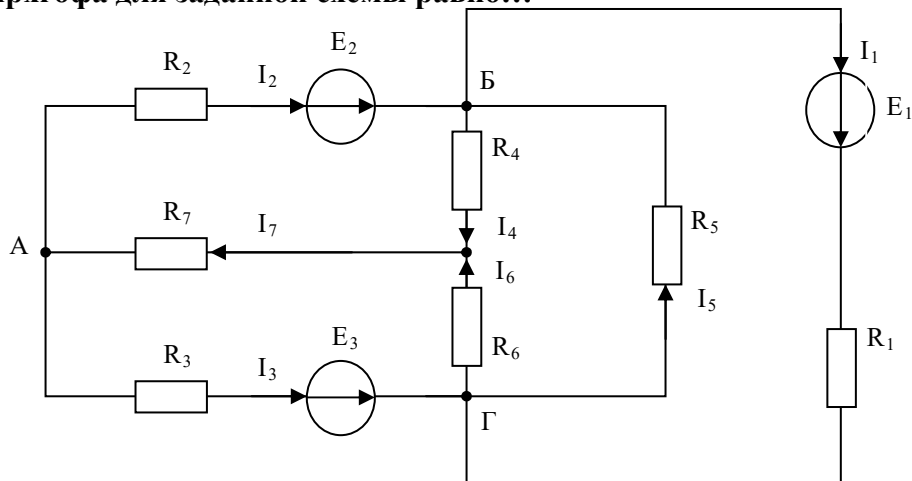 для заданной схемы равно…
E2
R2
I2
Б
I1
E1
R4
R7
I7
I4
R5
А
I6
I5
E3
R3
I3
R6
R1
Г